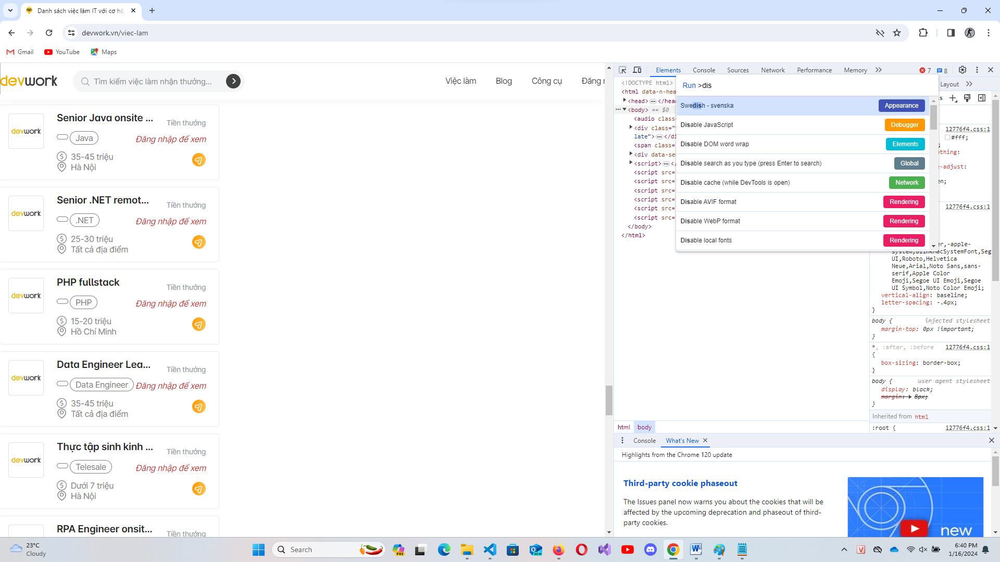 Danh sách việc làm IT với cơ hộ
devwork.vn/viec-lam
Gmail
YouTube
Maps
devwork
Tìm kiếm việc làm nhận thưởng...
Việc làm
Blog
Công cụ
Đăng
Senior Java onsite ...
Tiền thưởng
devwork
Java
Đăng nhập để xem
35-45 triệu
Hà Nội
Senior .NET remot...
Tiền thưởng
devwork
.NET
Đăng nhập để xem
25-30 triệu
Tất cả địa điểm
PHP fullstack
Tiền thưởng
devwork
PHP
Đăng nhập để xem
15-20 triệu
Hồ Chí Minh
Data Engineer Lea...
Tiền thưởng
devwork
Data Engineer
Đăng nhập để xem
35-45 triệu
Tất cả địa điểm
Thực tập sinh kinh ...
Tiền thưởng
devwork
Telesale
Đăng nhập để xem
Dưới 7 triệu
Hà Nội
RPA Engineer onsit...
Tiền thưởng
Elements
Console
Sources
Network
Performance
Memory
7
8
<!DOCTYPE html>
<html data-n-hea
<head> </head
<body> == $0
<audio class=
<div class="
late"> </di
<span class=
<div data-se
<script> </
<script src=
<script src=
<script src=
<script src=
<script src=
<script src=
</body>
</html>
Run >dis
Swedish - svenska
Appearance
Disable JavaScript
Debugger
Disable DOM word wrap
Elements
Disable search as you type (press Enter to search)
Global
Disable cache (while DevTools is open)
Network
Disable AVIF format
Rendering
Disable WebP format
Rendering
Disable local fonts
Rendering
Layout
12776f4.css:1
#fff;
othing:
e-adjust:
en;
12776f4.css:1
er,-apple-
system,BlinkMacSystemFont,Seg
UI,Roboto,Helvetica
Neue,Arial,Noto Sans,sans-
serif,Apple Color
Emoji,Segoe UI Emoji,Segoe
UI Symbol,Noto Color Emoji;
vertical-align: baseline;
letter-spacing: -.4px;
}
body {
injected stylesheet
margin-top: 0px !important;
}
*, :after, :before
12776f4.css:1
{
box-sizing: border-box;
}
body {
user agent stylesheet
display: block;
margin: 8px;
}
Inherited from html
:root {
12776f4.css:1
html
body
Console
What's New
Highlights from the Chrome 120 update
Third-party cookie phaseout
The Issues panel now warns you about the cookies that will be
affected by the upcoming deprecation and phaseout of third-
party cookies.
new
23°C
Cloudy
Search
PRE
NEW
6:40 PM
1/16/2024